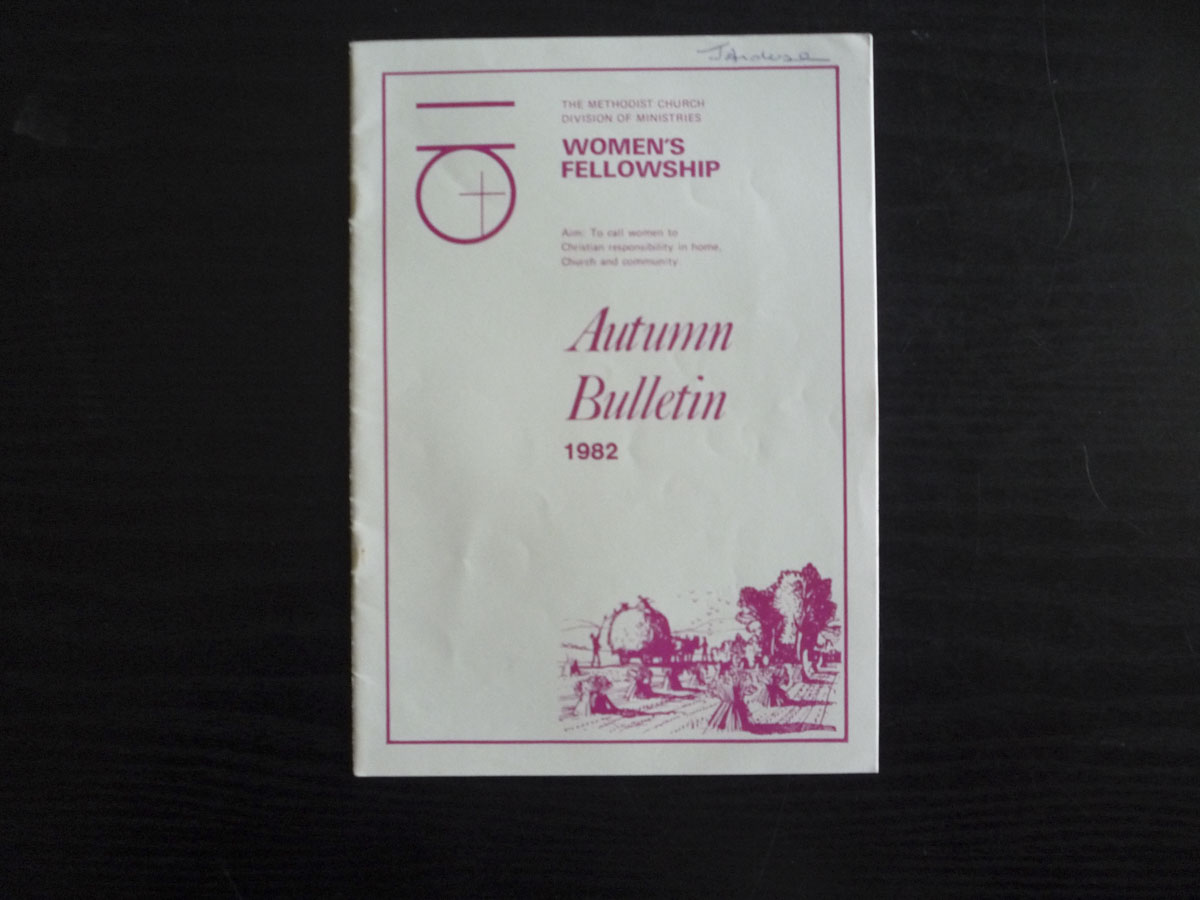 THE METHODIST CHURCH
DIVISION OF MINISTRIES
WOMEN'S
FELLOWSHIP
Aim: To call women to
Christian responsibility in home,
Church and community
Autumn
Bulletin
1982